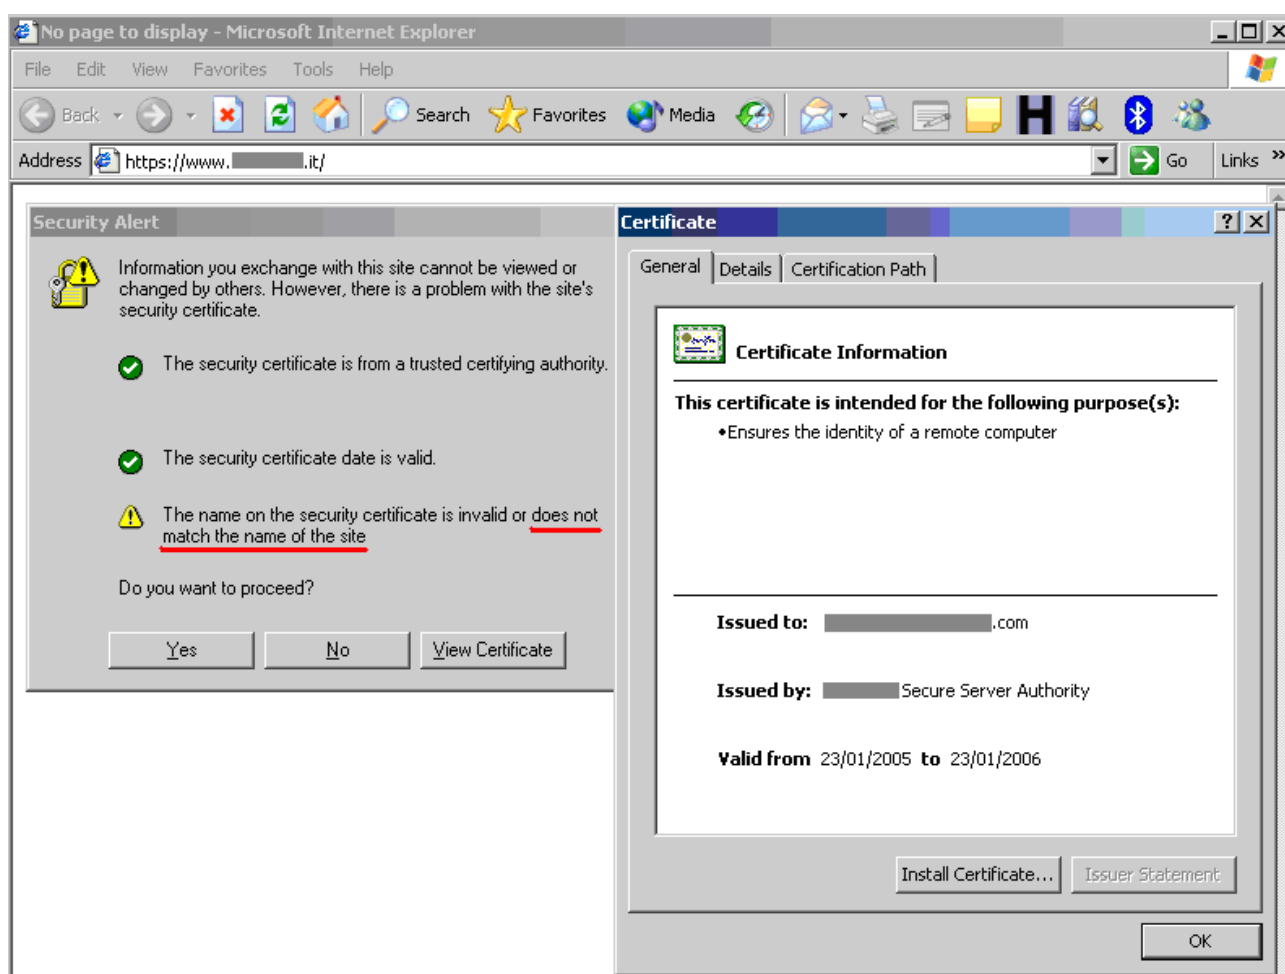 No page to display - Microsoft Internet Explorer
File Edit View Favorites Tools Help
Back Search Favorites Media
Address https://www. .it/ Go Links »
Security Alert
Information you exchange with this site cannot be viewed or
changed by others. However, there is a problem with the site's
security certificate.
The security certificate is from a trusted certifying authority.
The security certificate date is valid.
The name on the security certificate is invalid or does not
match the name of the site
Do you want to proceed?
Yes No View Certificate
Certificate
General Details Certification Path
Certificate Information
This certificate is intended for the following purpose(s):
•Ensures the identity of a remote computer
Issued to: .com
Issued by: Secure Server Authority
Valid from 23/01/2005 to 23/01/2006
Install Certificate... Issuer Statement
OK